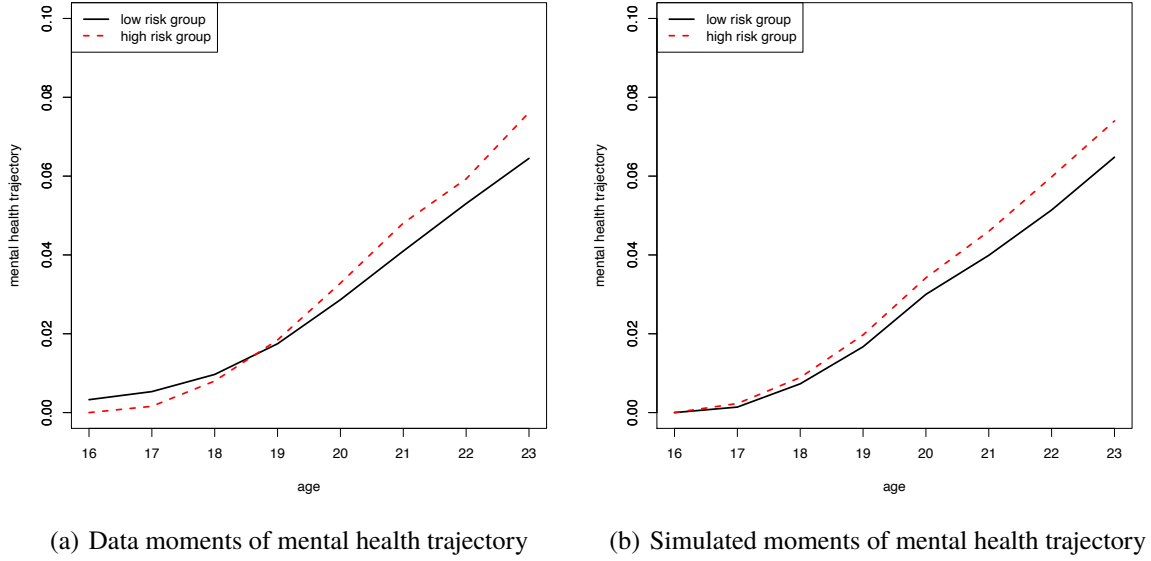 low risk group
high risk group
0.10
0.08
0.06
0.04
0.02
0.00
mental health trajectory
16 17 18 19 20 21 22 23
age
(a) Data moments of mental health trajectory
low risk group
high risk group
0.10
0.08
0.06
0.04
0.02
0.00
mental health trajectory
16 17 18 19 20 21 22 23
age
(b) Simulated moments of mental health trajectory